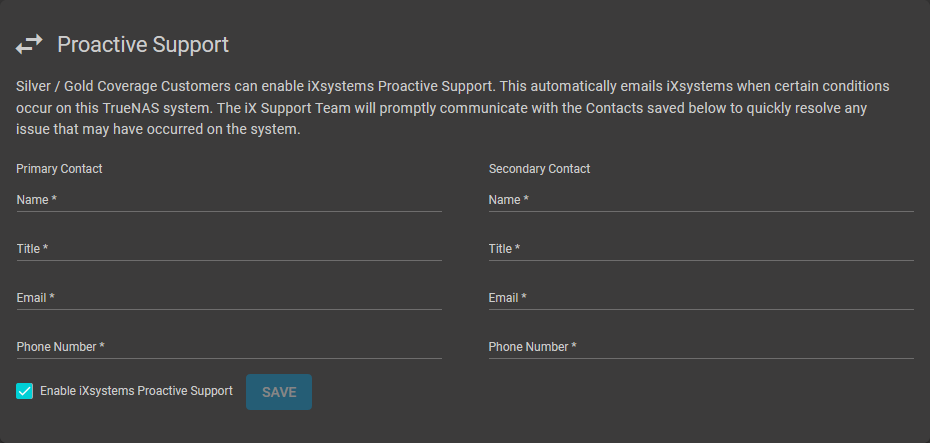 Proactive Support
Silver / Gold Coverage Customers can enable iXsystems Proactive Support. This automatically emails iXsystems when certain conditions
occur on this TrueNAS system. The iX Support Team will promptly communicate with the Contacts saved below to quickly resolve any
issue that may have occurred on the system.
Primary Contact
Name *
Title *
Email *
Phone Number *
Secondary Contact
Name *
Title *
Email *
Phone Number *
Enable iXsystems Proactive Support
SAVE